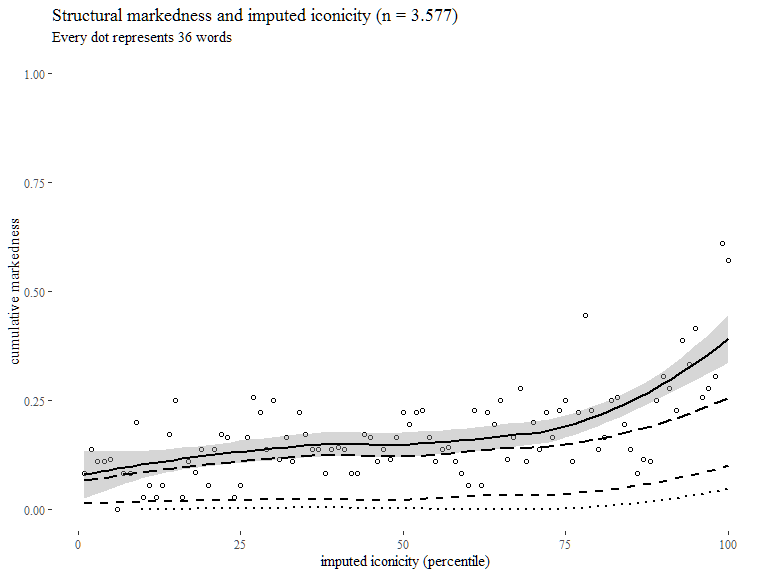 Structural markedness and imputed iconicity (n = 3.577)
Every dot represents 36 words
1.00
0.75
0.50
0.25
0.00
cumulative markedness
0 25 50 75 100
imputed iconicity (percentile)